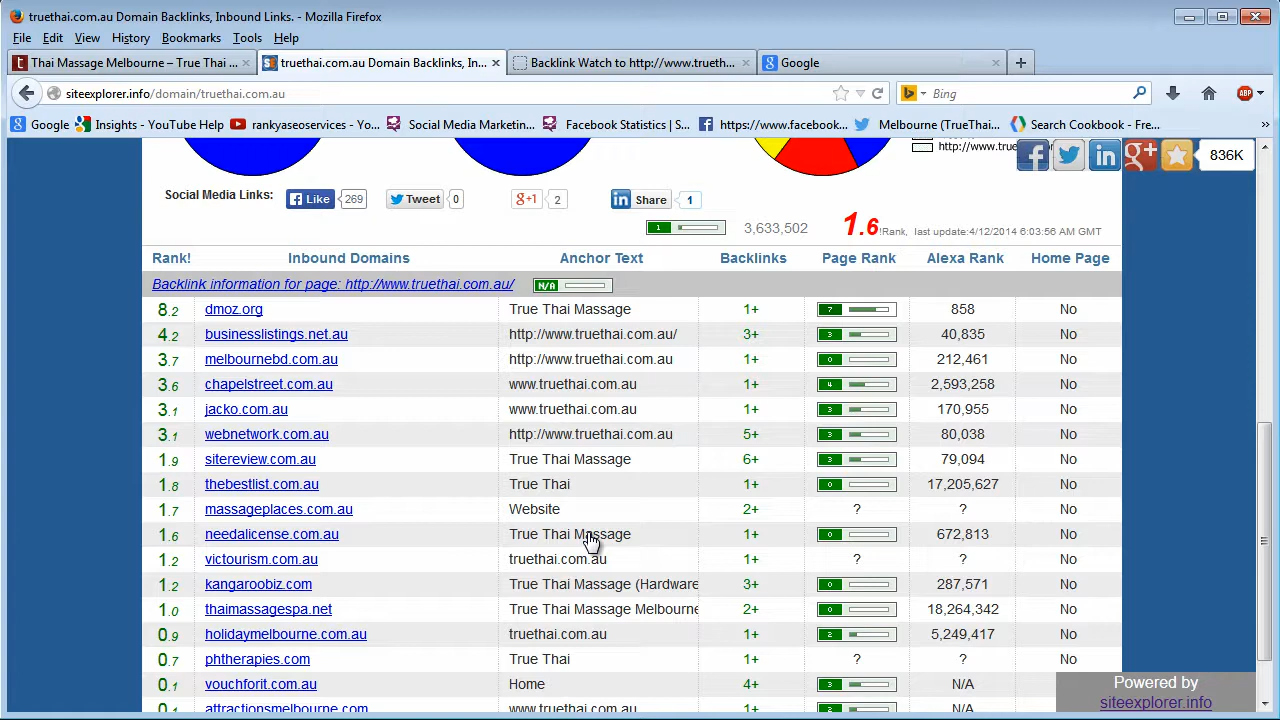 truethai.com.au Domain Backlinks, Inbound Links. - Mozilla Firefox
File Edit View History Bookmarks Tools Help
Thai Massage Melbourne – True Thai ... truethai.com.au Domain Backlinks, In... Backlink Watch to http://www.trueth... Google
siteexplorer.info/domain/truethai.com.au Bing ABP
Google Insights - YouTube Help rankyaseoservices - Yo... Social Media Marketin... Facebook Statistics | S... https://www.facebook... Melbourne (TrueThai... Search Cookbook - Fre... »
http://www.tru
836K
Social Media Links: Like 269 Tweet 0 g+1 2 Share 1
1 3,633,502 1.6 !Rank, last update:4/12/2014 6:03:56 AM GMT
Rank! Inbound Domains Anchor Text Backlinks Page Rank Alexa Rank Home Page
Backlink information for page: http://www.truethai.com.au/ N/A
8.2 dmoz.org True Thai Massage 1+ 7 858 No
4.2 businesslistings.net.au http://www.truethai.com.au/ 3+ 3 40,835 No
3.7 melbournebd.com.au http://www.truethai.com.au 1+ 0 212,461 No
3.6 chapelstreet.com.au www.truethai.com.au 1+ 4 2,593,258 No
3.1 jacko.com.au www.truethai.com.au 1+ 3 170,955 No
3.1 webnetwork.com.au http://www.truethai.com.au 5+ 3 80,038 No
1.9 sitereview.com.au True Thai Massage 6+ 3 79,094 No
1.8 thebestlist.com.au True Thai 1+ 0 17,205,627 No
1.7 massageplaces.com.au Website 2+ ? ? No
1.6 needalicense.com.au True Thai Massage 1+ 0 672,813 No
1.2 victourism.com.au truethai.com.au 1+ ? ? No
1.2 kangaroobiz.com True Thai Massage (Hardware 3+ 0 287,571 No
1.0 thaimassagespa.net True Thai Massage Melbourne 2+ 0 18,264,342 No
0.9 holidaymelbourne.com.au truethai.com.au 1+ 2 5,249,417 No
0.7 phtherapies.com True Thai 1+ ? ? No
0.1 vouchforit.com.au Home 4+ 3 N/A
0.1 attractionsmelbourne.com www.truethai.com.au 1+ 2 N/A
Powered by
siteexplorer.info